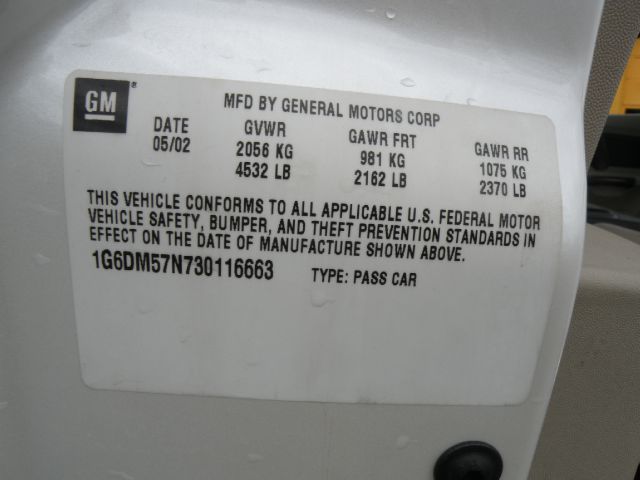 GM ®
MFD BY GENERAL MOTORS CORP
DATE GVWR GAWR FRT GAWR RR
05/02 2056 KG 981 KG 1075 KG
4532 LB 2162 LB 2370 LB
THIS VEHICLE CONFORMS TO ALL APPLICABLE U.S. FEDERAL MOTOR
VEHICLE SAFETY, BUMPER, AND THEFT PREVENTION STANDARDS IN
EFFECT ON THE DATE OF MANUFACTURE SHOWN ABOVE.
1G6DM57N730116663 TYPE: PASS CAR